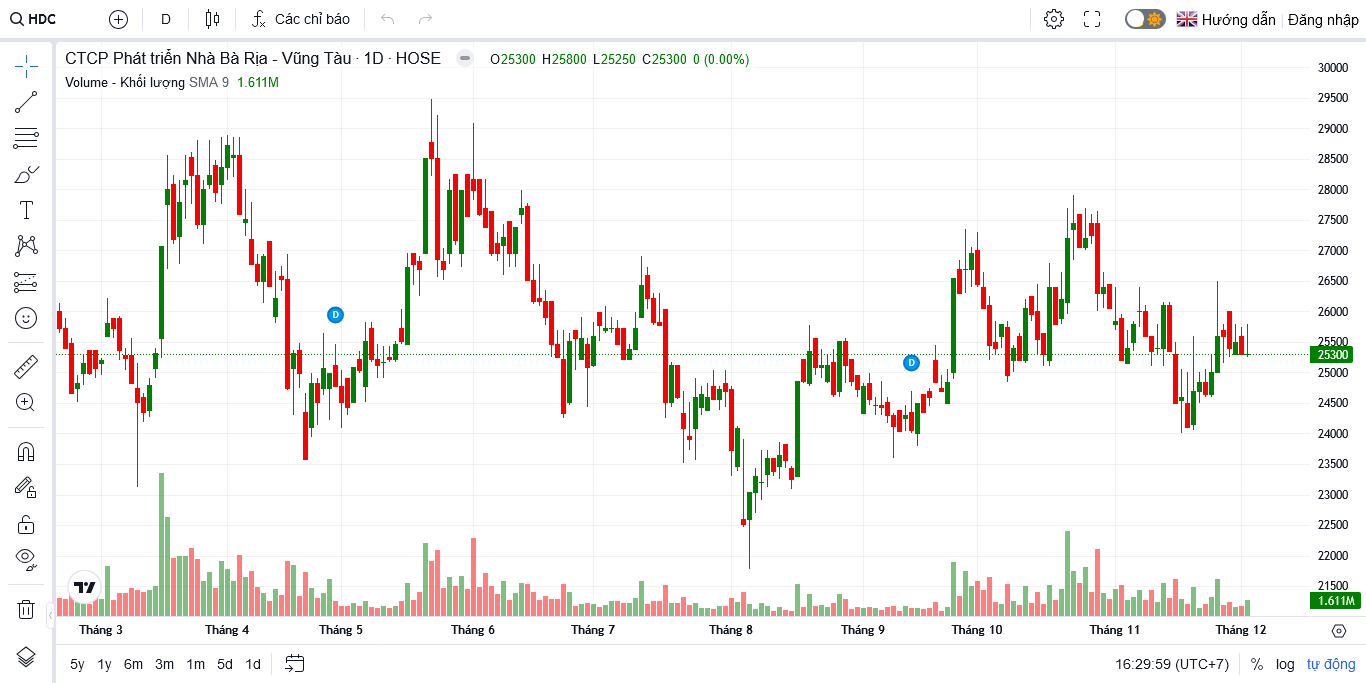 HDC D Các chỉ báo Hướng dẫn Đăng nhập
CTCP Phát triển Nhà Bà Rịa - Vũng Tàu · 1D · HOSE O25300 H25800 L25250 C25300 0 (0.00%)
Volume - Khối lượng SMA 9 1.611M
30000
29500
29000
28500
28000
27500
27000
26500
26000
25500
25300
25000
24500
24000
23500
23000
22500
22000
21500
1.611M
D
D
Tháng 3 Tháng 4 Tháng 5 Tháng 6 Tháng 7 Tháng 8 Tháng 9 Tháng 10 Tháng 11 Tháng 12
5y 1y 6m 3m 1m 5d 1d 16:29:59 (UTC+7) % log tự động